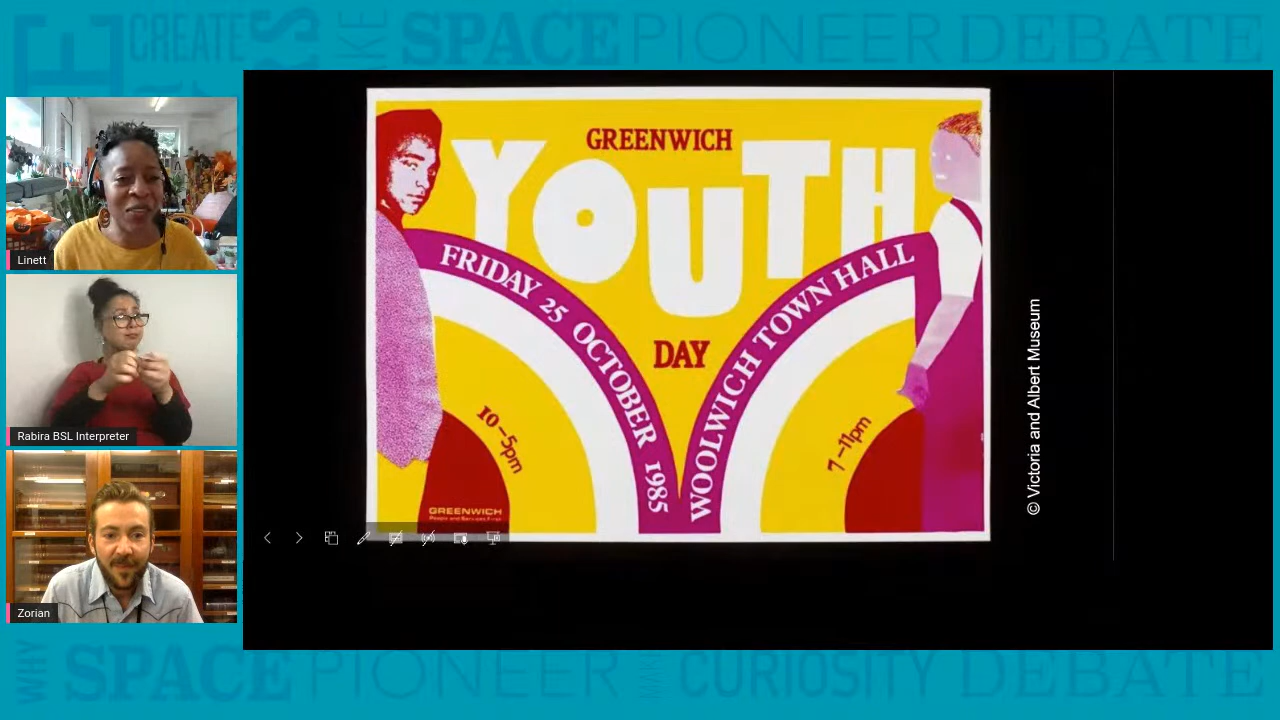 CREATE
SPACE PIONEER DEBATE
Linett
Rabira BSL Interpreter
Zorian
GREENWICH
YOUTH
DAY
FRIDAY 25 OCTOBER 1985
WOOLWICH TOWN HALL
10-5pm
7-11pm
GREENWICH
© Victoria and Albert Museum
WHY
SPACE PIONEER
CURIOSITY DEBATE